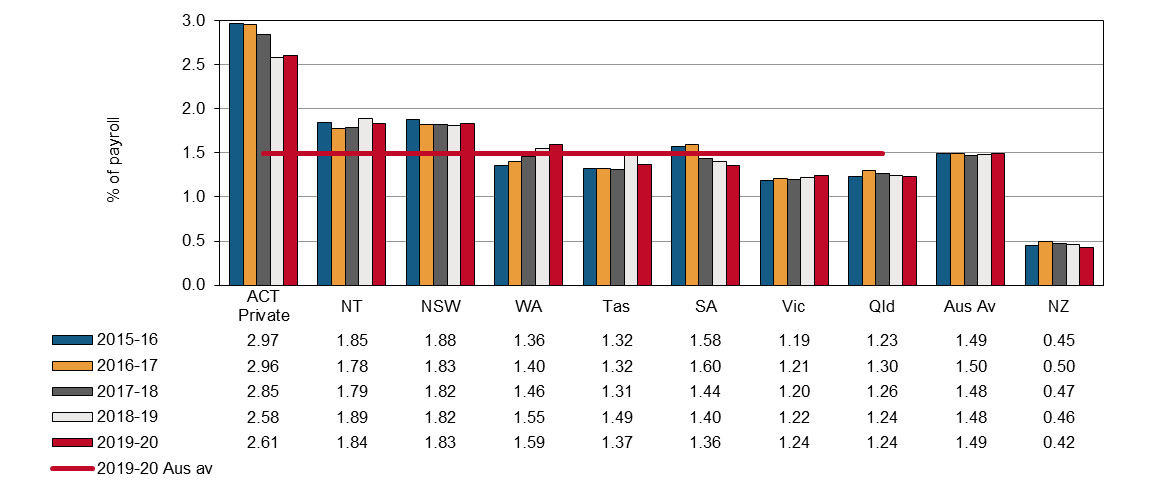 3.0
2.5
2.0
1.5
1.0
0.5
0.0
% of payroll
ACT Private NT NSW WA Tas SA Vic Qld Aus Av NZ
2015-16 2.97 1.85 1.88 1.36 1.32 1.58 1.19 1.23 1.49 0.45
2016-17 2.96 1.78 1.83 1.40 1.32 1.60 1.21 1.30 1.50 0.50
2017-18 2.85 1.79 1.82 1.46 1.31 1.44 1.20 1.26 1.48 0.47
2018-19 2.58 1.89 1.82 1.55 1.49 1.40 1.22 1.24 1.48 0.46
2019-20 2.61 1.84 1.83 1.59 1.37 1.36 1.24 1.24 1.49 0.42
2019-20 Aus av